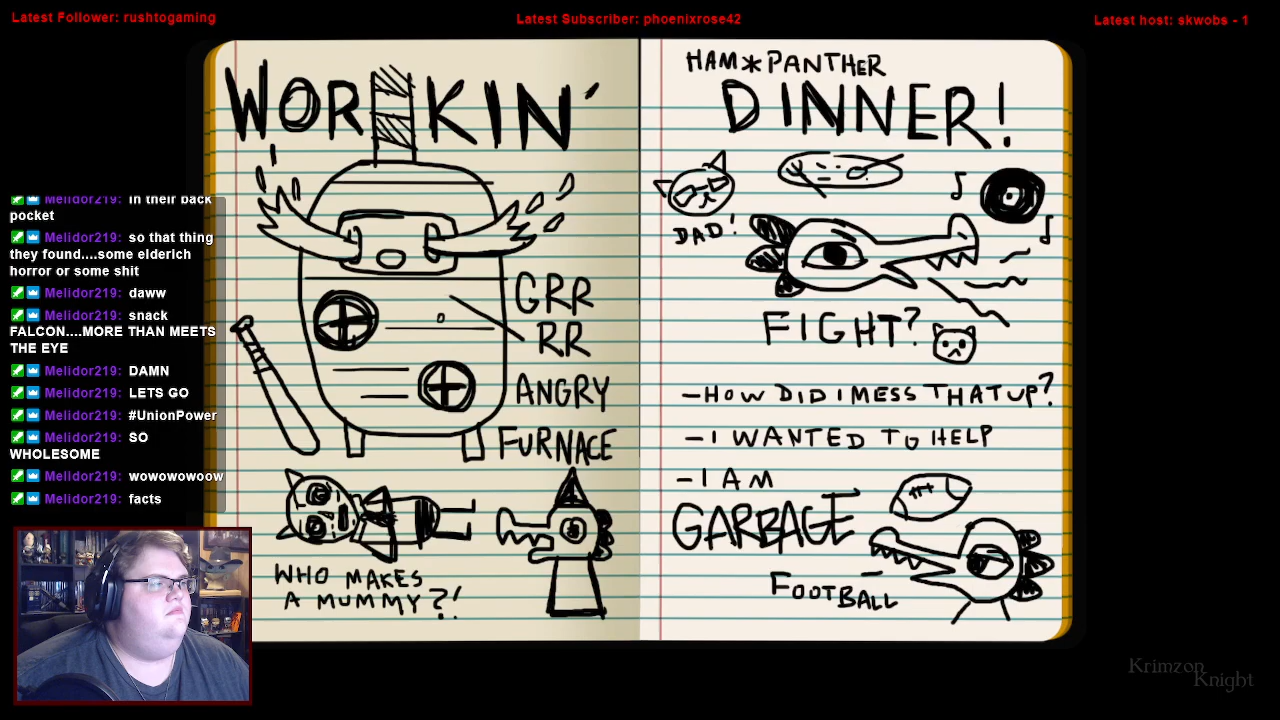 Latest Follower: rushtogaming
Latest Subscriber: phoenixrose42
Latest host: skwobs - 1
Melidor219: in their back
pocket
Melidor219: so that thing
they found....some elderich
horror or some shit
Melidor219: daww
Melidor219: snack
FALCON....MORE THAN MEETS
THE EYE
Melidor219: DAMN
Melidor219: LETS GO
Melidor219: #UnionPower
Melidor219: SO
WHOLESOME
Melidor219: wowowowoow
Melidor219: facts
WORKIN'
GRR
RR
ANGRY
FURNACE
WHO MAKES
A MUMMY?!
HAM*PANTHER
DINNER!
DAD!
FIGHT?
-HOW DID I MESS THAT UP?
-I WANTED TO HELP
-I AM
GARBAGE
FOOTBALL
Krimzon
Knight